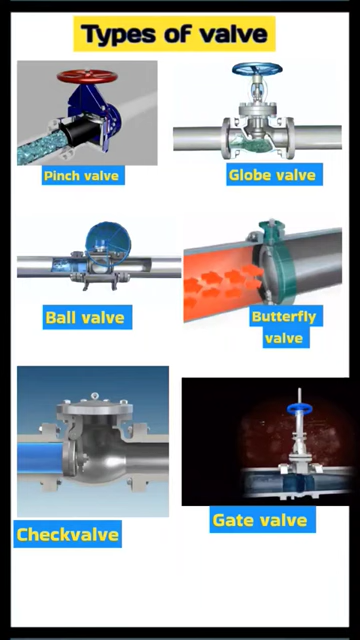 Types of valve
Pinch valve
Globe valve
Ball valve
Butterfly
valve
Checkvalve
Gate valve